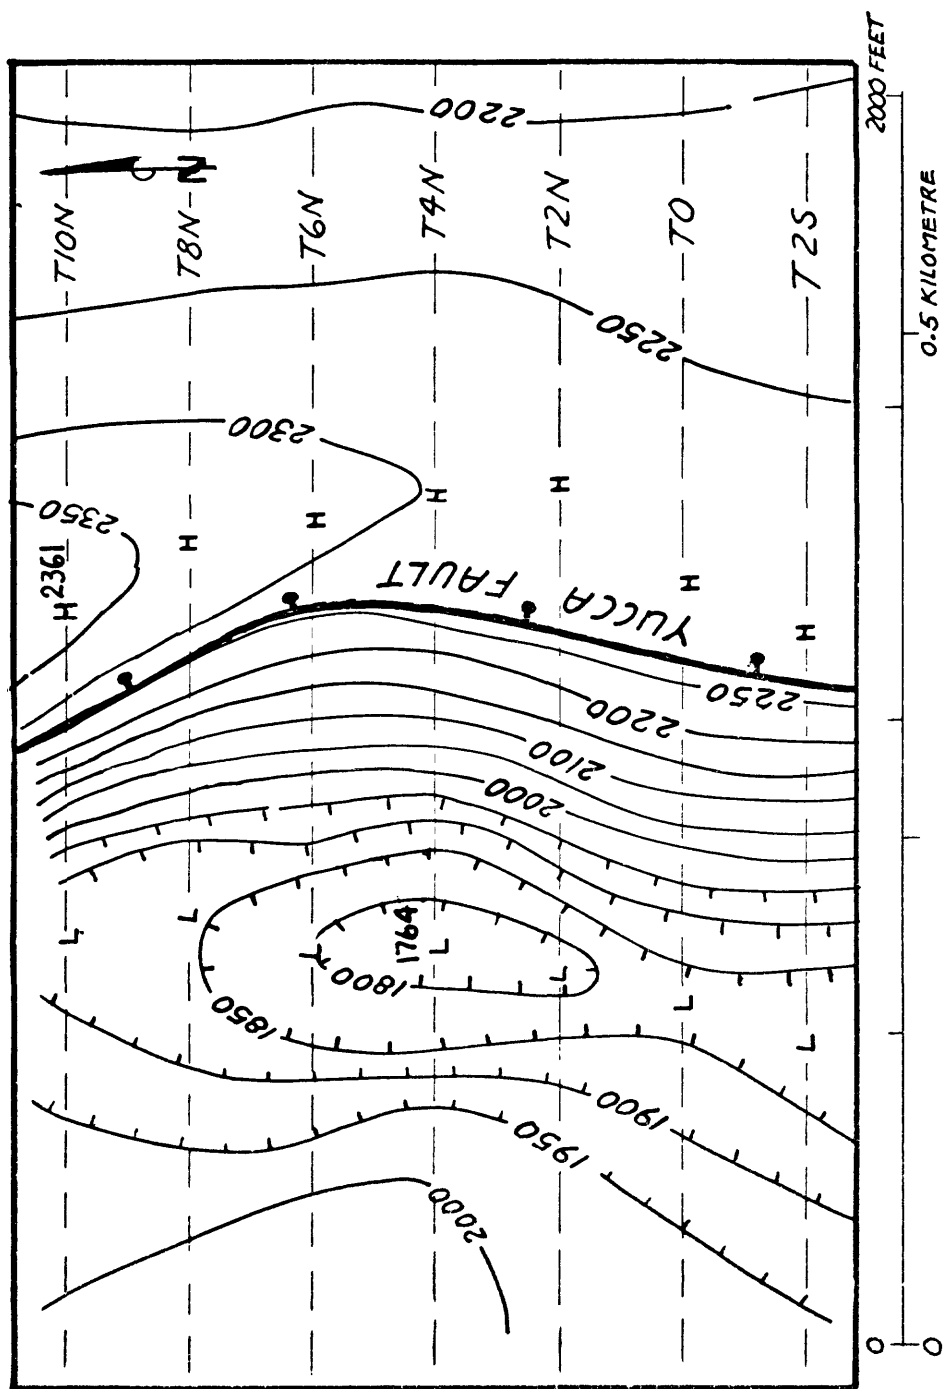 2200
N
T10N
T8N
T6N
T4N
T2N
T0
T2S
2250
2300
2350
H 2361
H
H
H
H
H
H
YUCCA FAULT
2250
2200
2100
2000
L
L
1764
L
L
L
L
1800
1850
1900
1950
2000
0
2000 FEET
0
0.5 KILOMETRE